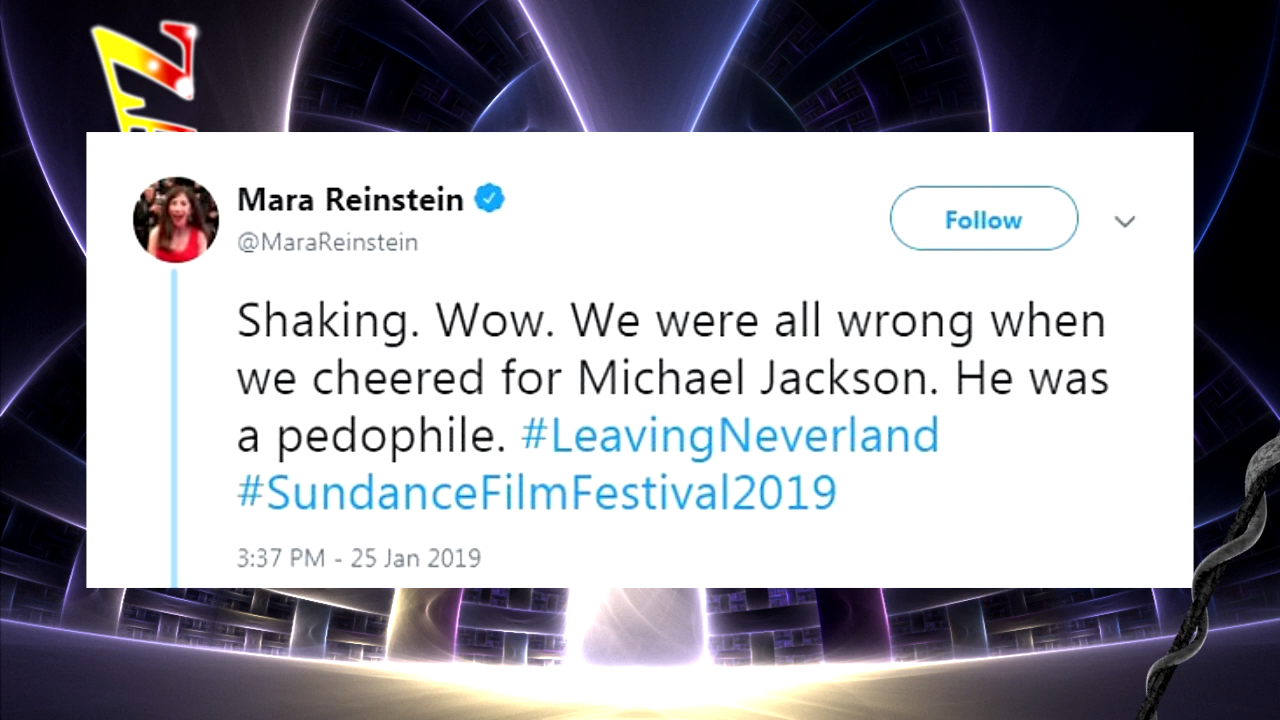 Mara Reinstein
@MaraReinstein
Follow
Shaking. Wow. We were all wrong when
we cheered for Michael Jackson. He was
a pedophile. #LeavingNeverland
#SundanceFilmFestival2019
3:37 PM - 25 Jan 2019